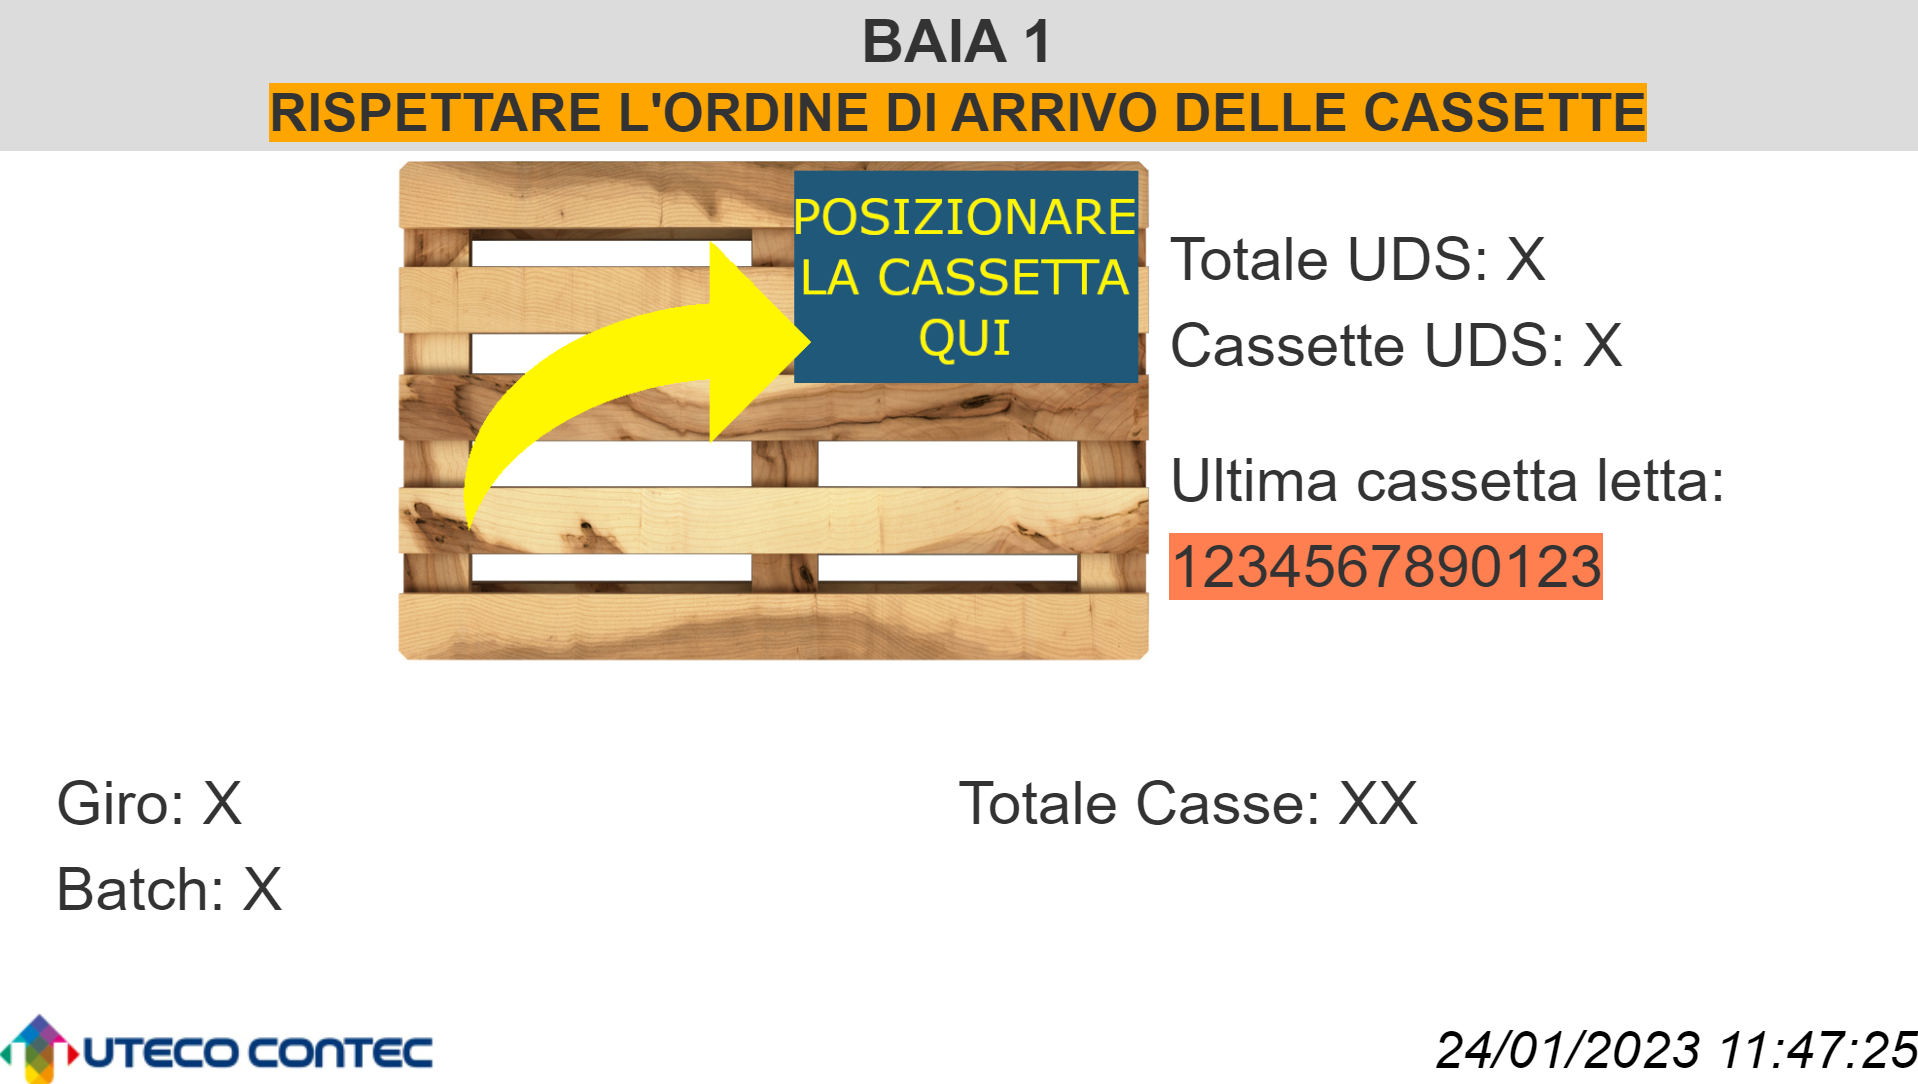 BAIA 1
RISPETTARE L'ORDINE DI ARRIVO DELLE CASSETTE
POSIZIONARE
LA CASSETTA
QUI
Totale UDS: X
Cassette UDS: X
Ultima cassetta letta:
1234567890123
Giro: X
Totale Casse: XX
Batch: X
UTECO CONTEC
24/01/2023 11:47:25